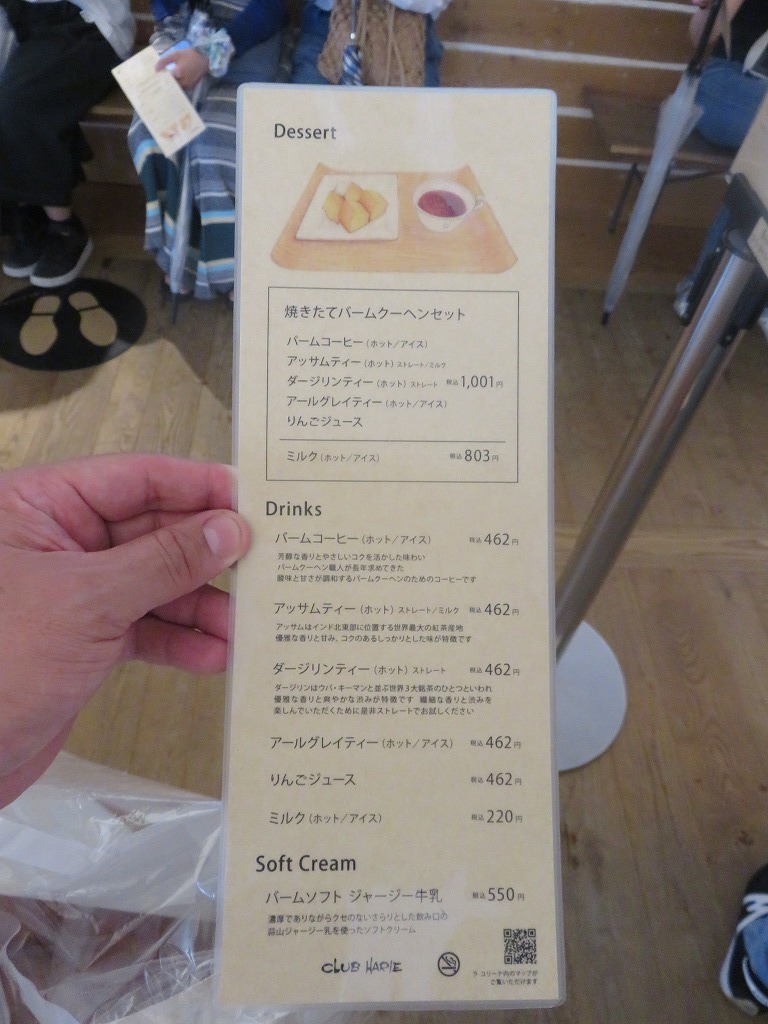 Dessert
焼きたてバームクーヘンセット
バームコーヒー（ホット／アイス）
アッサムティー（ホット）ストレート／ミルク
ダージリンティー（ホット）ストレート 税込 1,001円
アールグレイティー（ホット／アイス）
りんごジュース
ミルク（ホット／アイス） 税込 803円
Drinks
バームコーヒー（ホット／アイス） 税込 462円
芳醇な香りとやさしいコクを活かした味わい
バームクーヘン職人が長年求めてきた
酸味と甘さが調和するバームクーヘンのためのコーヒーです
アッサムティー（ホット）ストレート／ミルク 税込 462円
アッサムはインド北東部に位置する世界最大の紅茶産地
優雅な香りと甘み、コクのあるしっかりとした味が特徴です
ダージリンティー（ホット）ストレート 税込 462円
ダージリンはウバ・キーマンと並ぶ世界3大銘茶のひとつといわれ
優雅な香りと爽やかな渋みが特徴です 繊細な香りと渋みを
楽しんでいただくために是非ストレートでお試しください
アールグレイティー（ホット／アイス） 税込 462円
りんごジュース 税込 462円
ミルク（ホット／アイス） 税込 220円
Soft Cream
バームソフト ジャージー牛乳 税込 550円
濃厚でありながらクセのないさらりとした飲み口の
蒜山ジャージー乳を使ったソフトクリーム
CLUB HARIE
ラ コリーナ内のマップが
ご覧いただけます